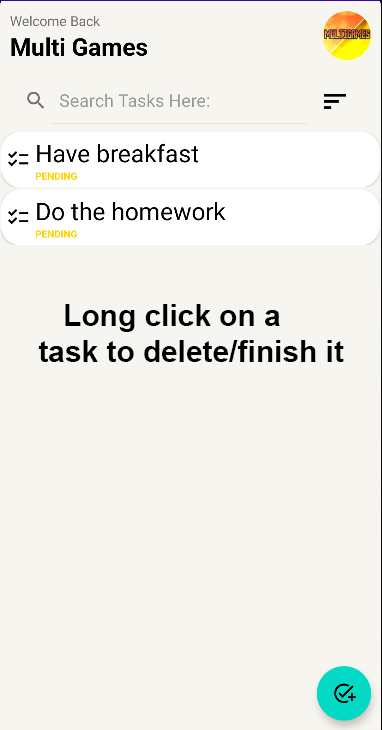 Welcome Back
Multi Games
MULTIGAMES
Search Tasks Here:
Have breakfast
PENDING
Do the homework
PENDING
Long click on a
task to delete/finish it